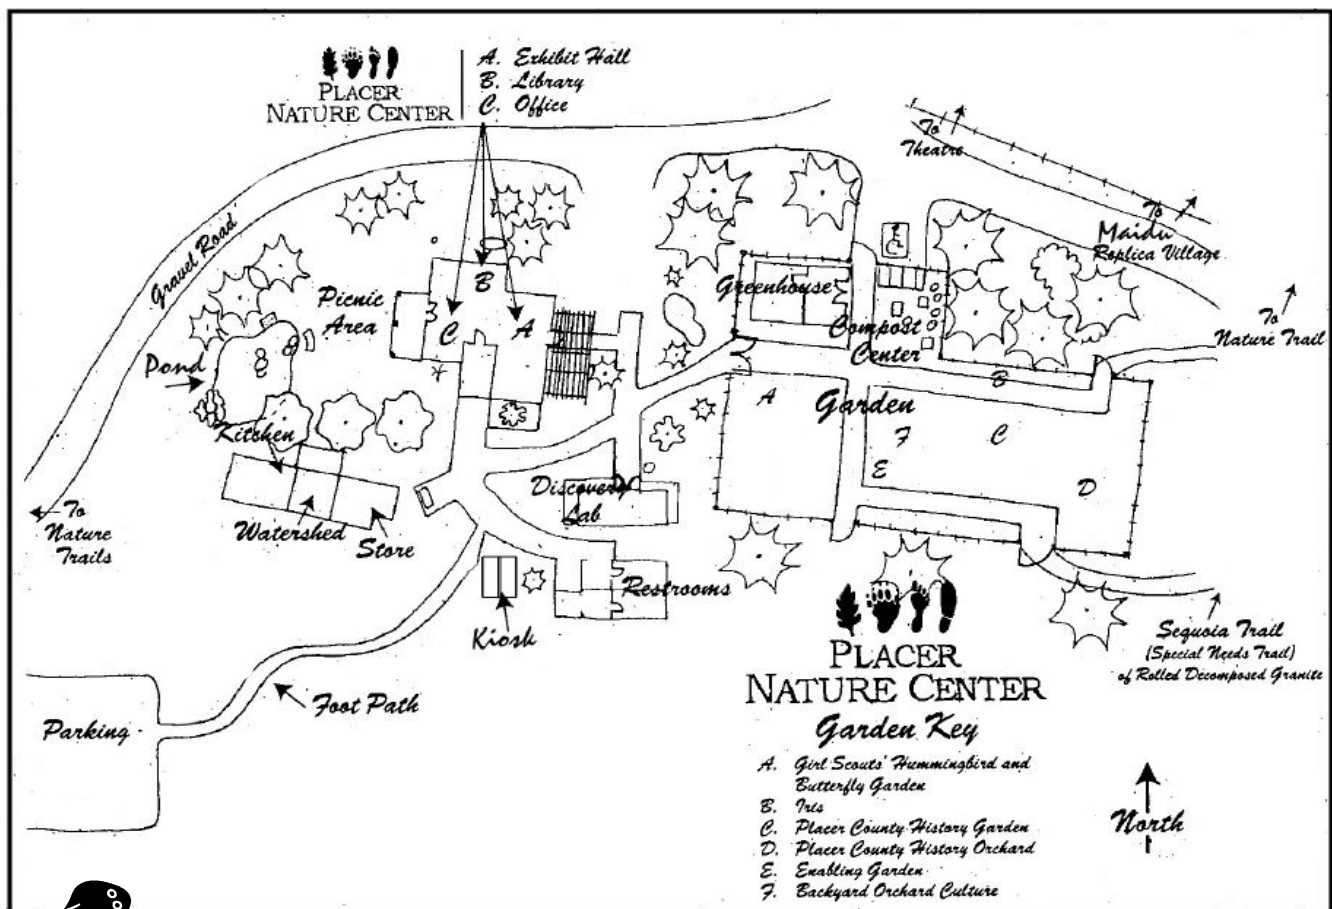 PLACER
NATURE CENTER
A. Exhibit Hall
B. Library
C. Office
To
Theatre
To
Maidu
Replica Village
Gravel Road
Picnic
Area
B
C
A
Greenhouse
Compost
Center
To
Nature Trail
Pond
Kitchen
A
Garden
B
F
C
E
D
Discovery
Lab
To
Nature
Trails
Watershed
Store
Restrooms
Kiosk
Foot Path
Parking
Sequoia Trail
(Special Needs Trail)
of Rolled Decomposed Granite
PLACER
NATURE CENTER
Garden Key
A. Girl Scouts' Hummingbird and
Butterfly Garden
B. Iris
C. Placer County History Garden
D. Placer County History Orchard
E. Enabling Garden
F. Backyard Orchard Culture
North